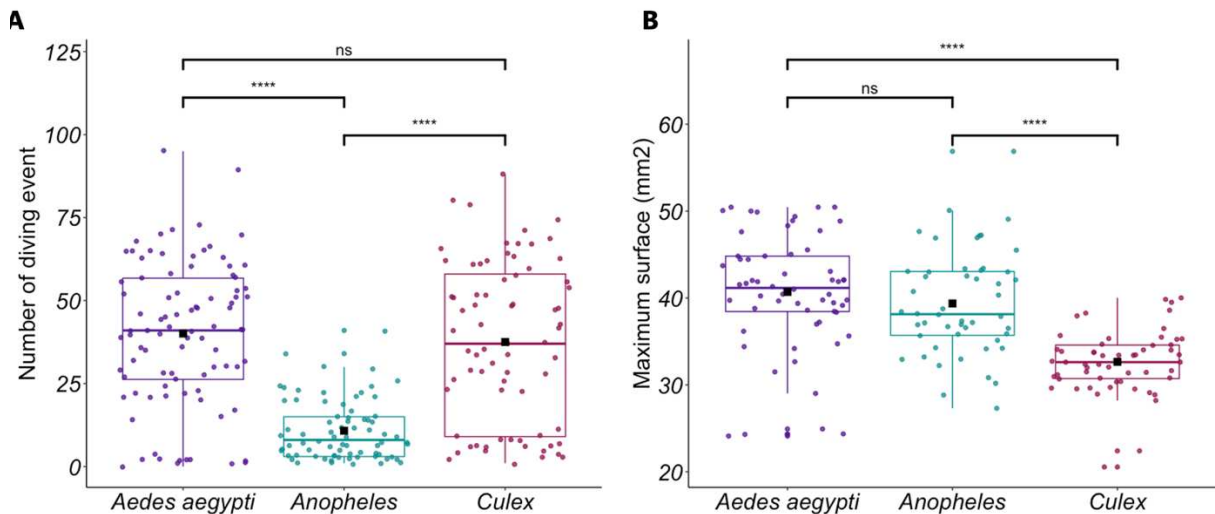 A
Number of diving event
125
100
75
50
25
0
ns
****
****
Aedes aegypti
Anopheles
Culex
B
Maximum surface (mm2)
60
50
40
30
20
****
ns
****
Aedes aegypti
Anopheles
Culex